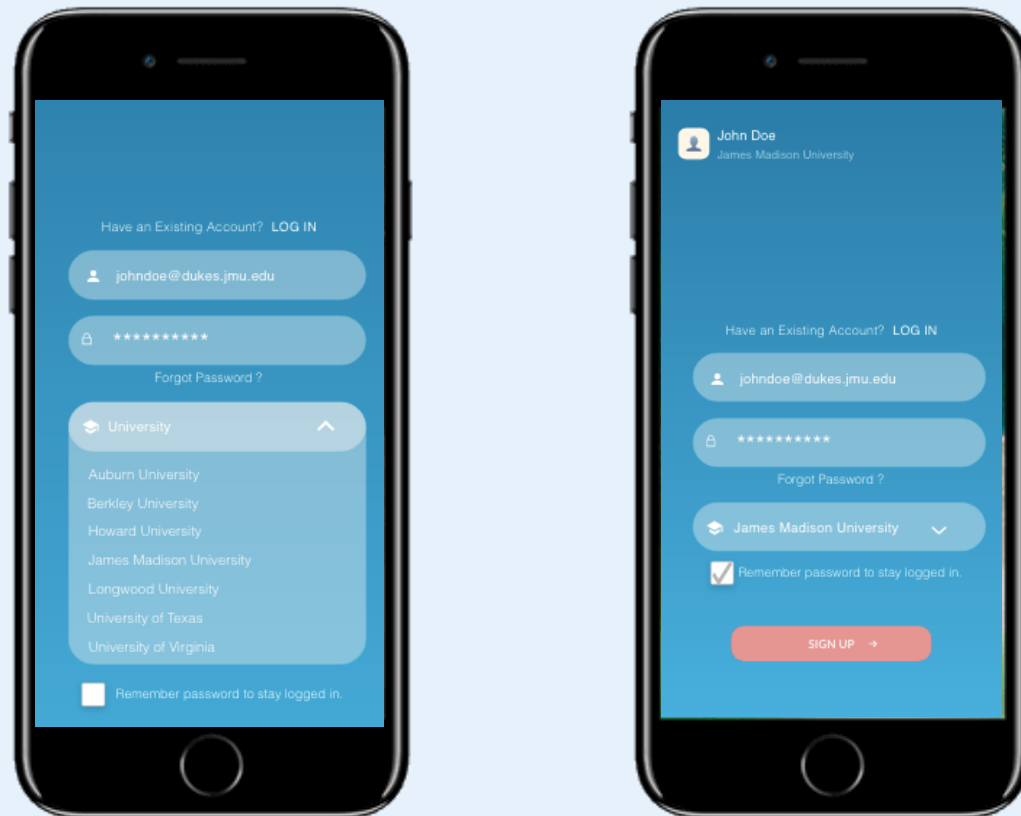 Have an Existing Account? LOG IN
johndoe@dukes.jmu.edu
**********
Forgot Password ?
University
Auburn University
Berkley University
Howard University
James Madison University
Longwood University
University of Texas
University of Virginia
Remember password to stay logged in.
John Doe
James Madison University
Have an Existing Account? LOG IN
johndoe@dukes.jmu.edu
**********
Forgot Password ?
James Madison University
Remember password to stay logged in.
SIGN UP →